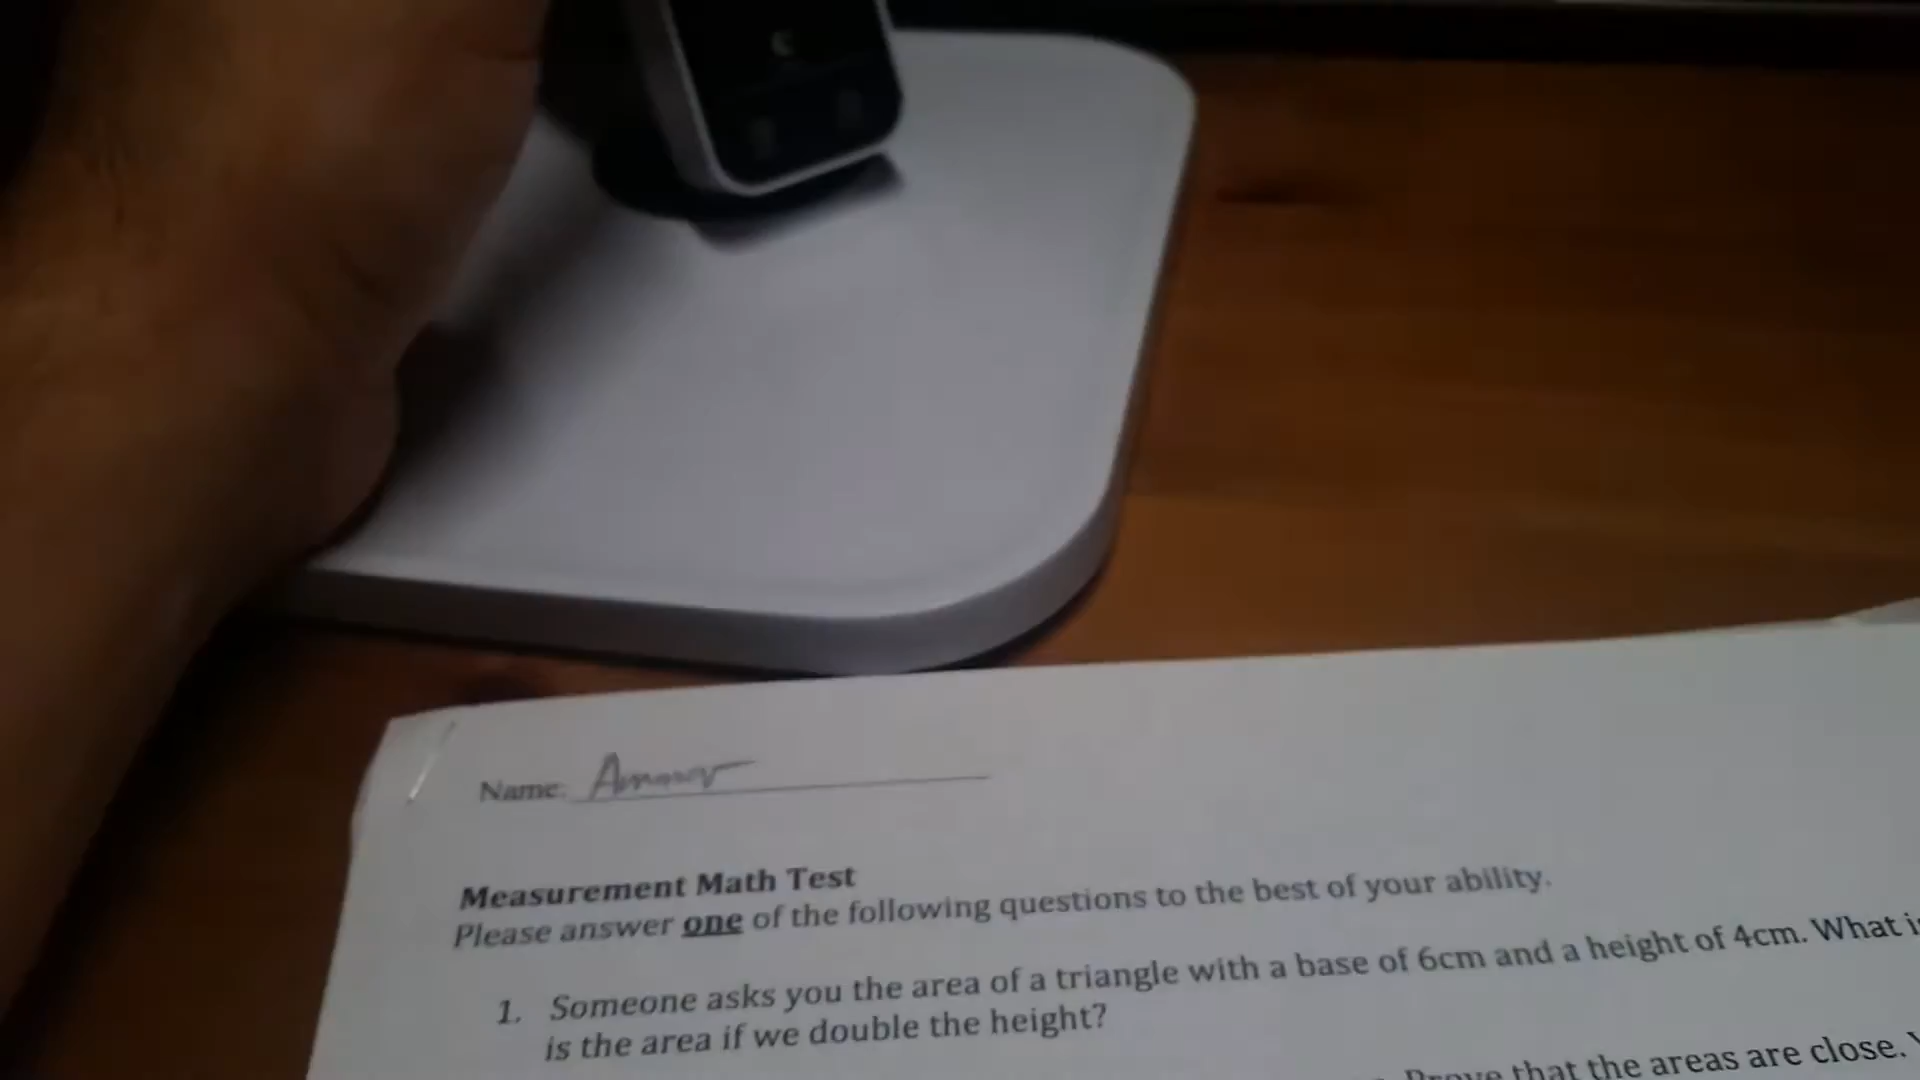 Name:
Measurement Math Test
Please answer one of the following questions to the best of your ability.
1. Someone asks you the area of a triangle with a base of 6cm and a height of 4cm. What
is the area if we double the height?
Prove that the areas are close.